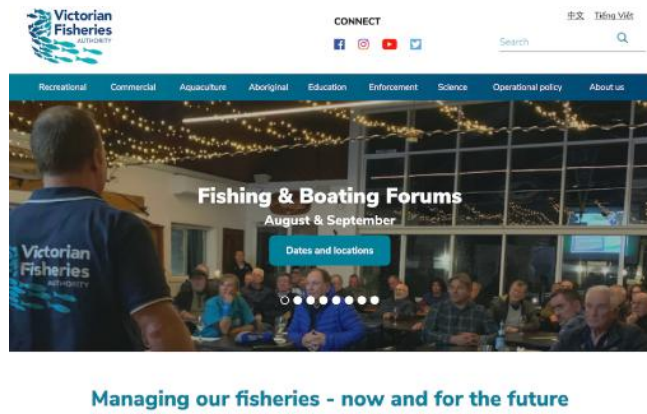 Victorian
Fisheries
AUTHORITY
CONNECT
中文 Tiếng Việt
Search
Recreational Commercial Aquaculture Aboriginal Education Enforcement Science Operational policy About us
Fishing & Boating Forums
August & September
Dates and locations
Victorian
Fisheries
AUTHORITY
Managing our fisheries - now and for the future